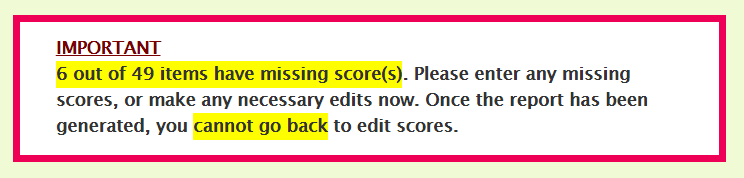 IMPORTANT
6 out of 49 items have missing score(s). Please enter any missing
scores, or make any necessary edits now. Once the report has been
generated, you cannot go back to edit scores.